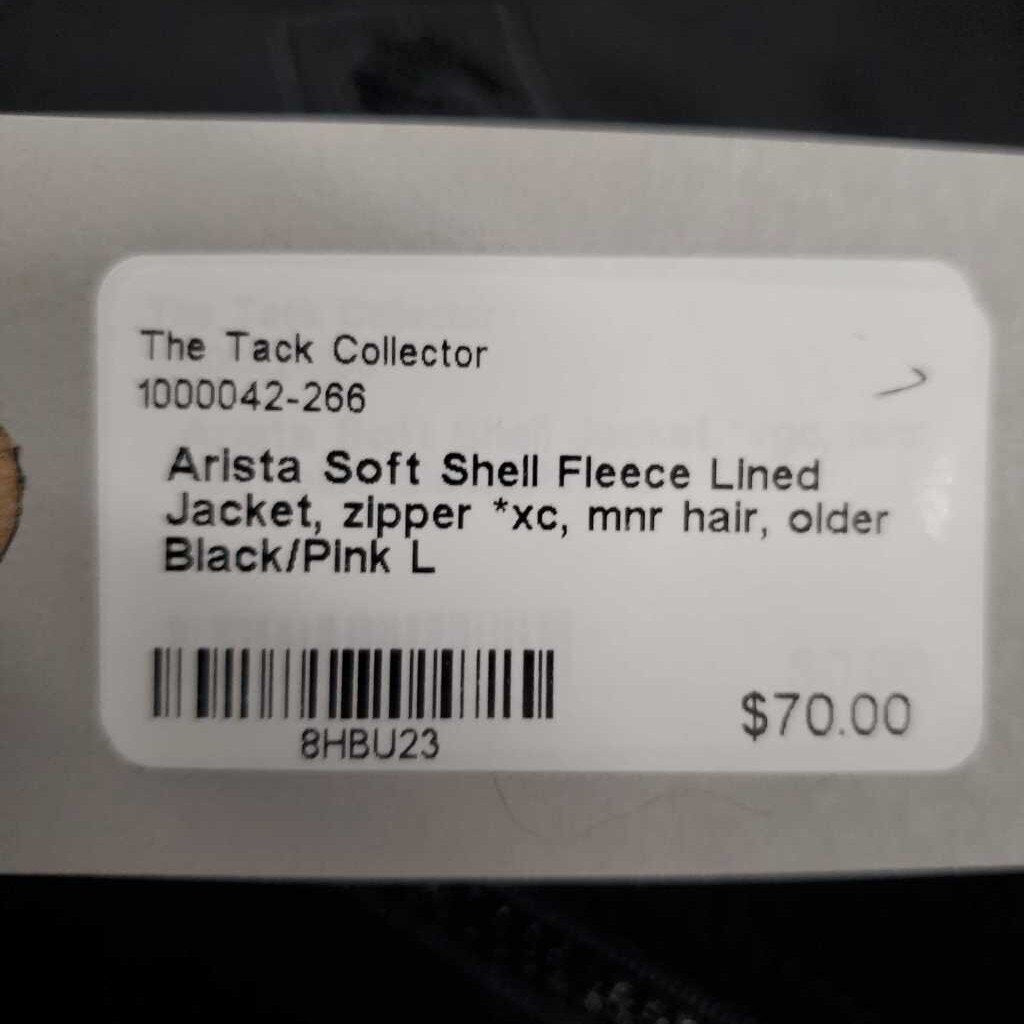 The Tack Collector
1000042-266
Arista Soft Shell Fleece Lined
Jacket, zipper *xc, mnr hair, older
Black/Pink L
8HBU23
$70.00